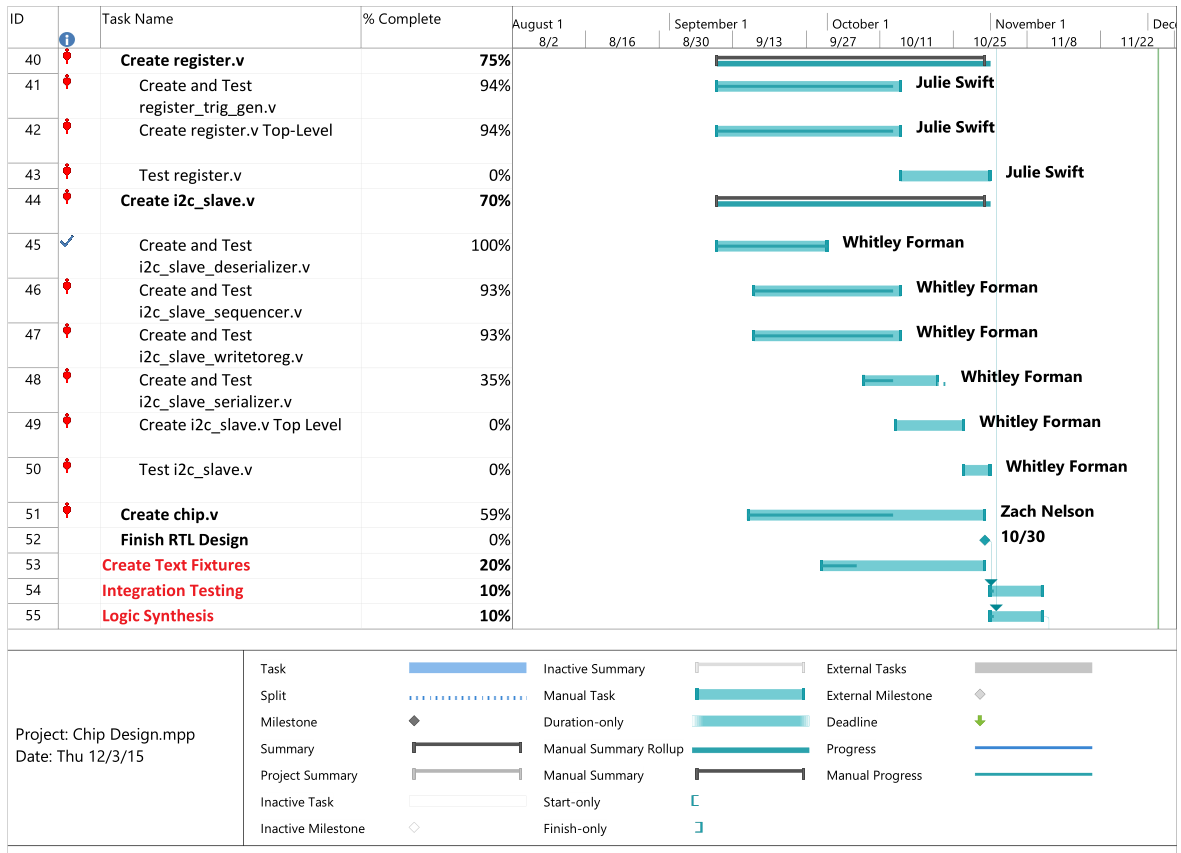 ID Task Name % Complete August 1 September 1 October 1 November 1 Dec
8/2 8/16 8/30 9/13 9/27 10/11 10/25 11/8 11/22
40 Create register.v 75%
41 Create and Test 94% Julie Swift
register_trig_gen.v
42 Create register.v Top-Level 94% Julie Swift
43 Test register.v 0% Julie Swift
44 Create i2c_slave.v 70%
45 Create and Test 100% Whitley Forman
i2c_slave_deserializer.v
46 Create and Test 93% Whitley Forman
i2c_slave_sequencer.v
47 Create and Test 93% Whitley Forman
i2c_slave_writetoreg.v
48 Create and Test 35% Whitley Forman
i2c_slave_serializer.v
49 Create i2c_slave.v Top Level 0% Whitley Forman
50 Test i2c_slave.v 0% Whitley Forman
51 Create chip.v 59% Zach Nelson
52 Finish RTL Design 0% 10/30
53 Create Text Fixtures 20%
54 Integration Testing 10%
55 Logic Synthesis 10%
Project: Chip Design.mpp
Date: Thu 12/3/15
Task
Split
Milestone
Summary
Project Summary
Inactive Task
Inactive Milestone
Inactive Summary
Manual Task
Duration-only
Manual Summary Rollup
Manual Summary
Start-only
Finish-only
External Tasks
External Milestone
Deadline
Progress
Manual Progress